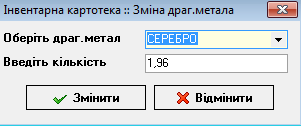 Інвентарна картотека :: Зміна драг.метала
Оберіть драг.метал СЕРЕБРО
Введіть кількість 1,96
Змінити Відмінити